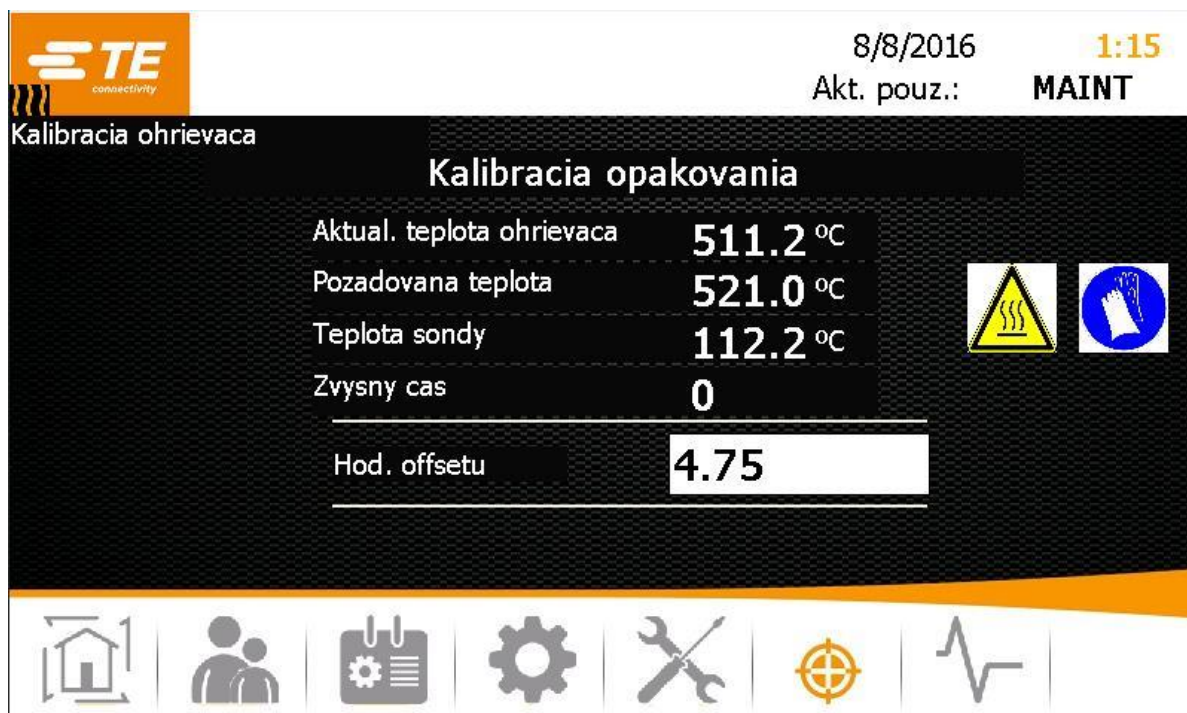 TE
connectivity
8/8/2016 1:15
Akt. pouz.: MAINT
Kalibracia ohrievaca
Kalibracia opakovania
Aktual. teplota ohrievaca 511.2 ºC
Pozadovana teplota 521.0 ºC
Teplota sondy 112.2 ºC
Zvysny cas 0
Hod. offsetu 4.75